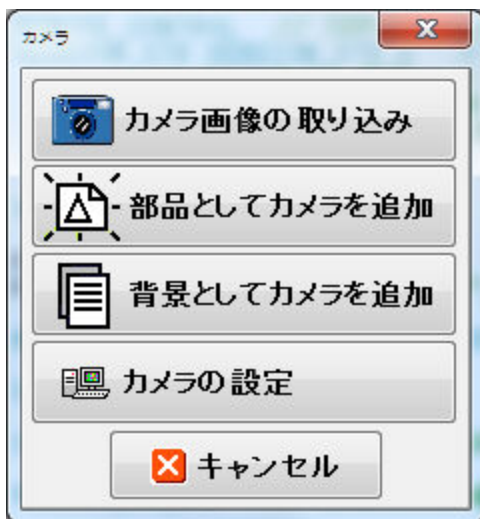 カメラ
カメラ画像の取り込み
部品としてカメラを追加
背景としてカメラを追加
カメラの設定
キャンセル